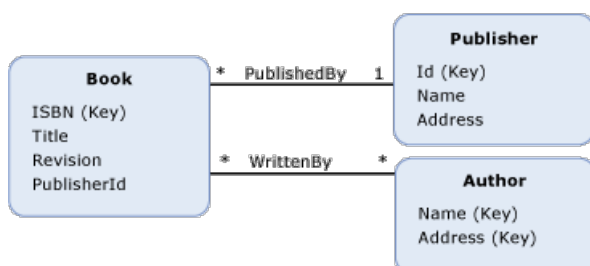 Book
ISBN (Key)
Title
Revision
PublisherId
* PublishedBy 1
* WrittenBy *
Publisher
Id (Key)
Name
Address
Author
Name (Key)
Address (Key)